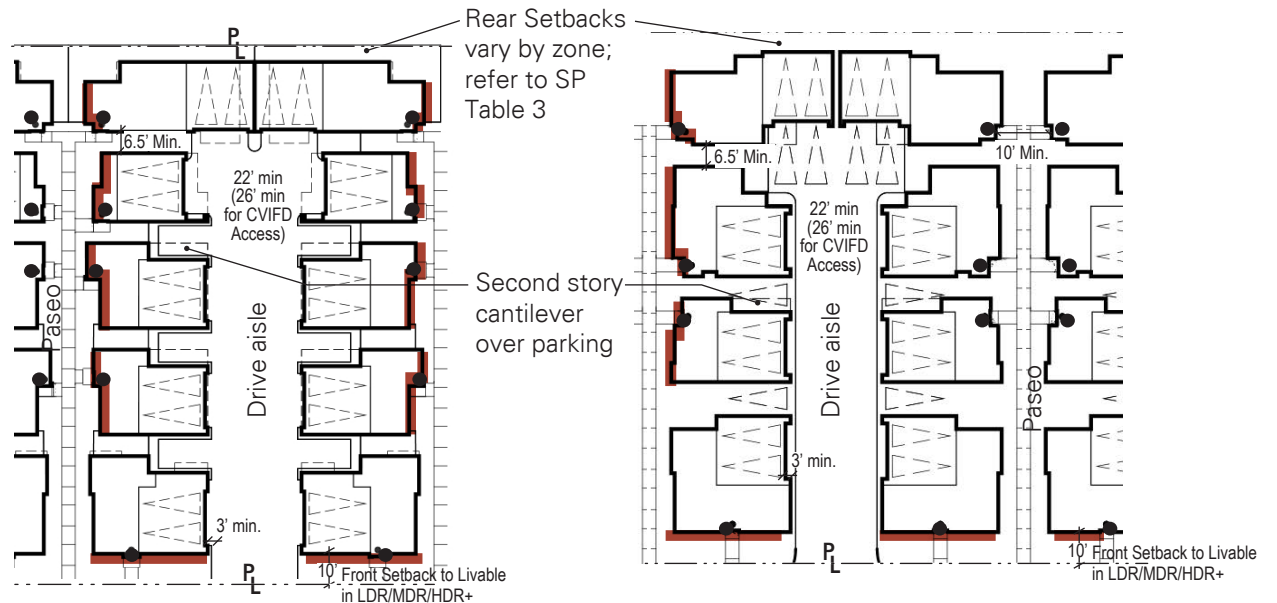 Rear Setbacks
vary by zone;
refer to SP
Table 3
P
L
6.5' Min.
22' min
(26' min
for CVIFD
Access)
Paseo
Drive aisle
3' min.
P
L
10'
Front Setback to Livable
in LDR/MDR/HDR+
Second story
cantilever
over parking
6.5' Min.
10' Min.
22' min
(26' min
for CVIFD
Access)
Drive aisle
Paseo
3' min.
P
L
10'
Front Setback to Livable
in LDR/MDR/HDR+